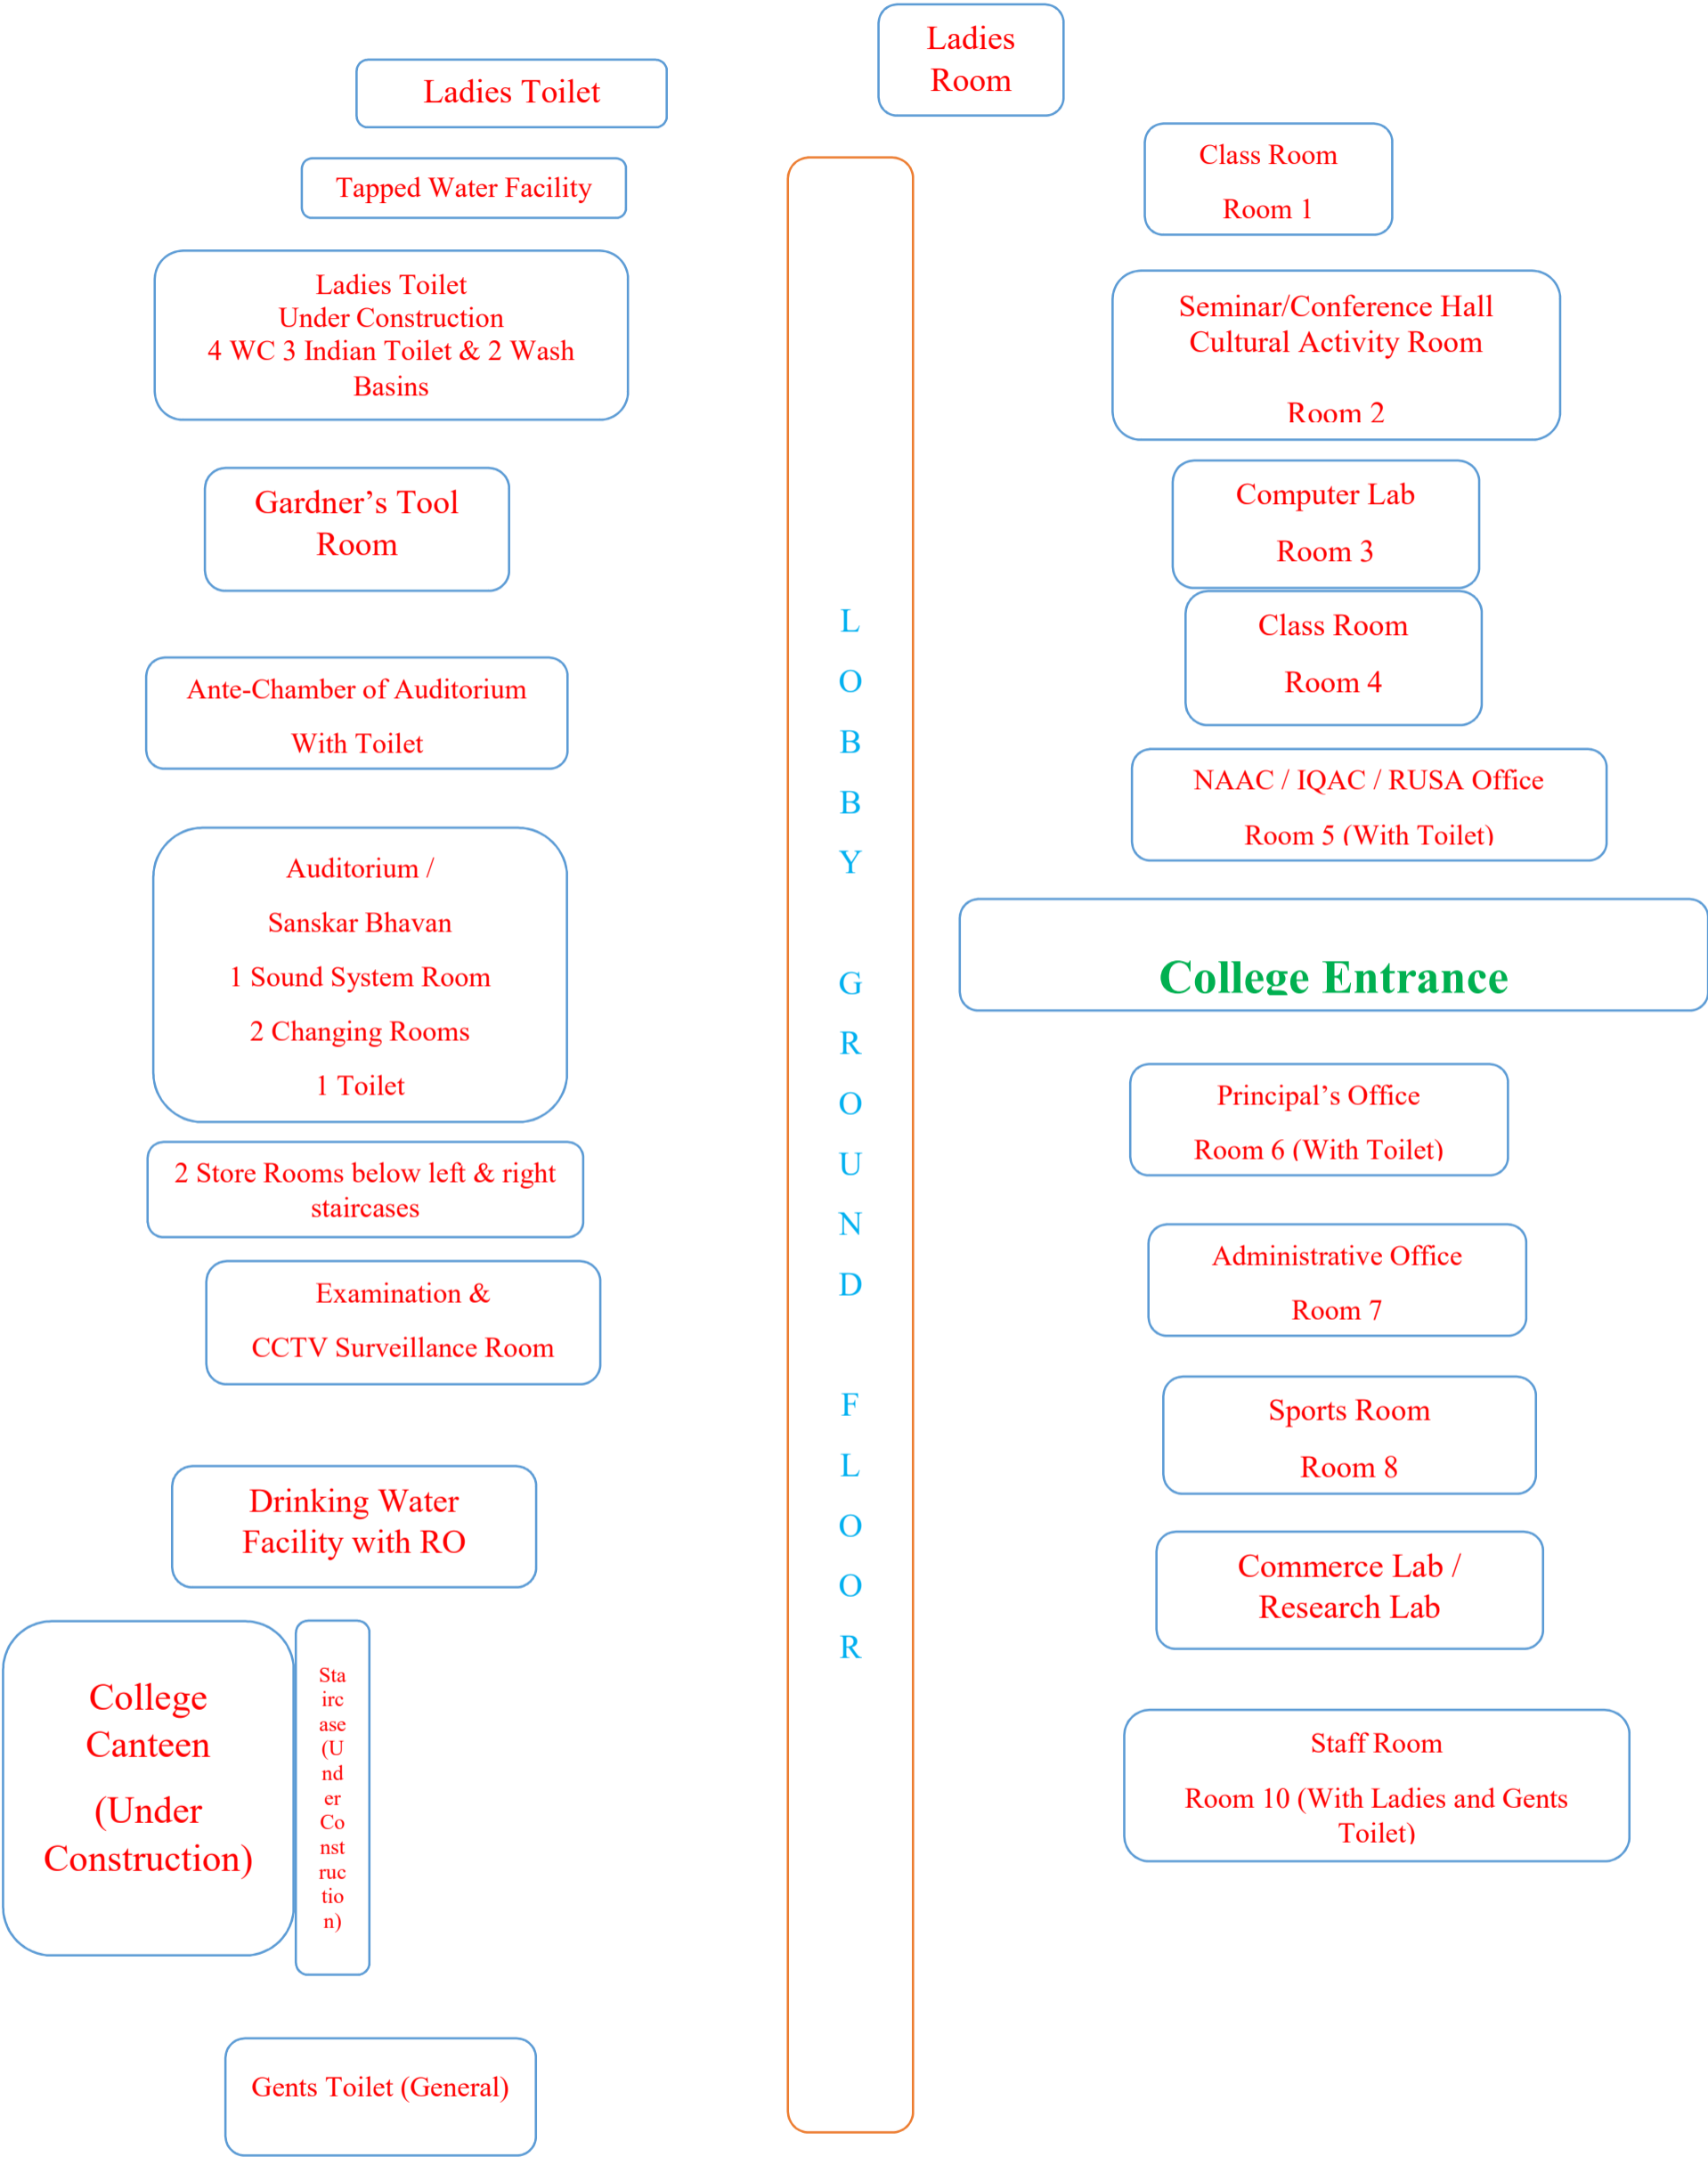 Ladies
Room
Ladies Toilet
Tapped Water Facility
Ladies Toilet
Under Construction
4 WC 3 Indian Toilet & 2 Wash
Basins
Gardner’s Tool
Room
Ante-Chamber of Auditorium
With Toilet
Auditorium /
Sanskar Bhavan
1 Sound System Room
2 Changing Rooms
1 Toilet
2 Store Rooms below left & right
staircases
Examination &
CCTV Surveillance Room
Drinking Water
Facility with RO
College
Canteen
(Under
Construction)
Sta
irc
ase
(U
nd
er
Co
nst
ruc
tio
n)
Gents Toilet (General)
L
O
B
B
Y
G
R
O
U
N
D
F
L
O
O
R
Class Room
Room 1
Seminar/Conference Hall
Cultural Activity Room
Room 2
Computer Lab
Room 3
Class Room
Room 4
NAAC / IQAC / RUSA Office
Room 5 (With Toilet)
College Entrance
Principal’s Office
Room 6 (With Toilet)
Administrative Office
Room 7
Sports Room
Room 8
Commerce Lab /
Research Lab
Staff Room
Room 10 (With Ladies and Gents
Toilet)